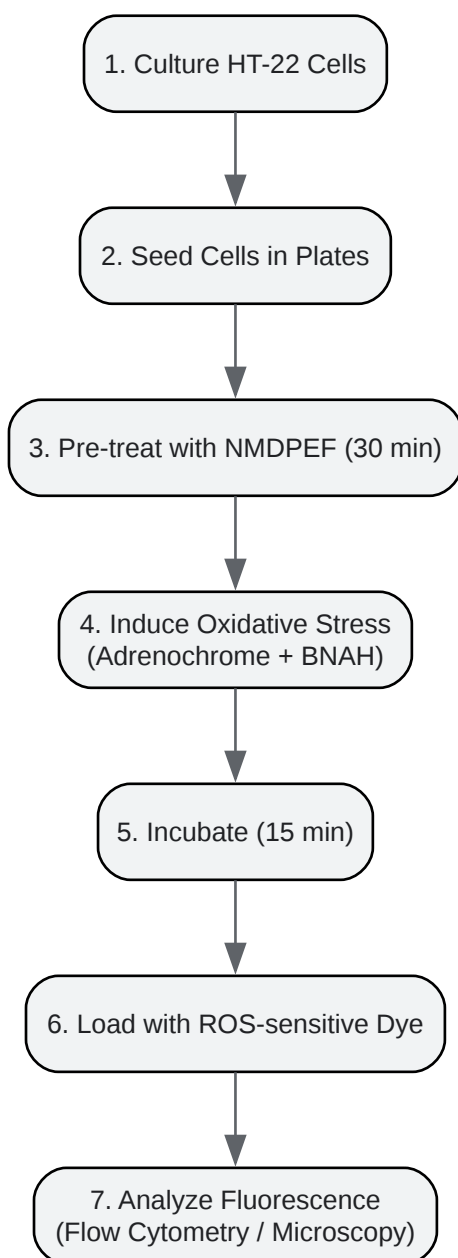 1. Culture HT-22 Cells
2. Seed Cells in Plates
3. Pre-treat with NMDPEF (30 min)
4. Induce Oxidative Stress
(Adrenochrome + BNAH)
5. Incubate (15 min)
6. Load with ROS-sensitive Dye
7. Analyze Fluorescence
(Flow Cytometry / Microscopy)